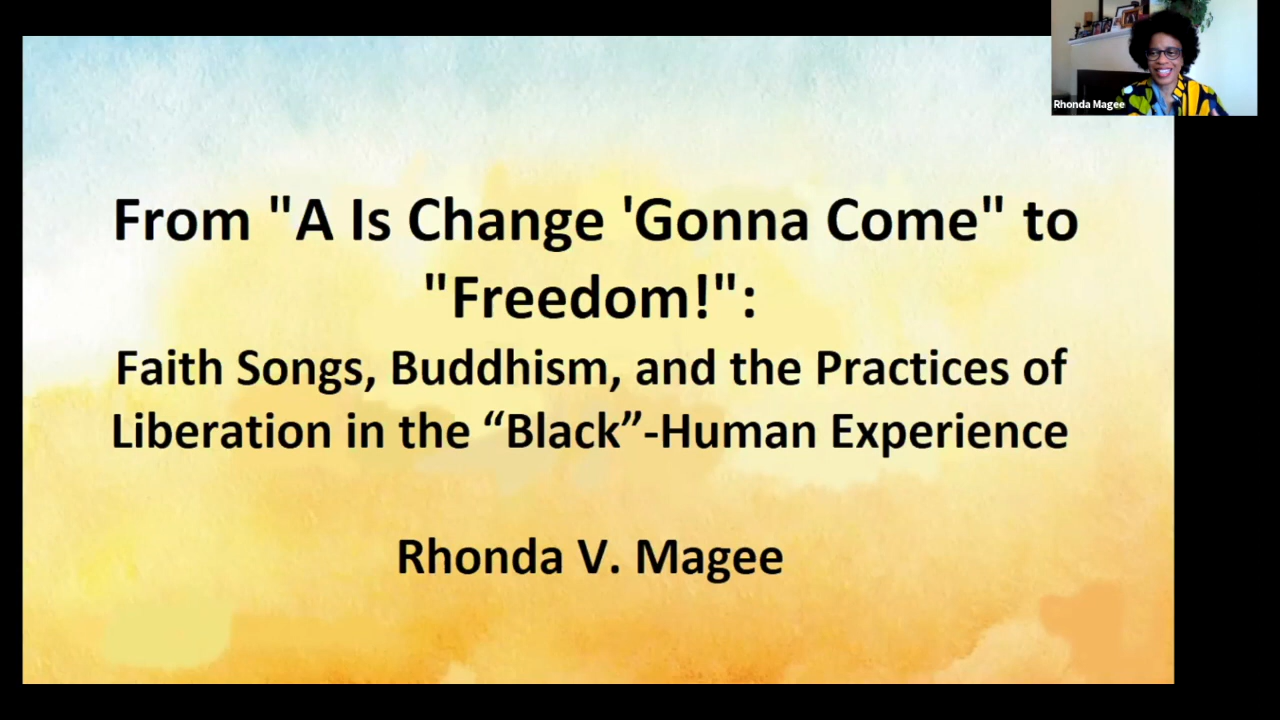 Rhonda Magee
From "A Is Change 'Gonna Come" to
"Freedom!":
Faith Songs, Buddhism, and the Practices of
Liberation in the “Black”-Human Experience
Rhonda V. Magee